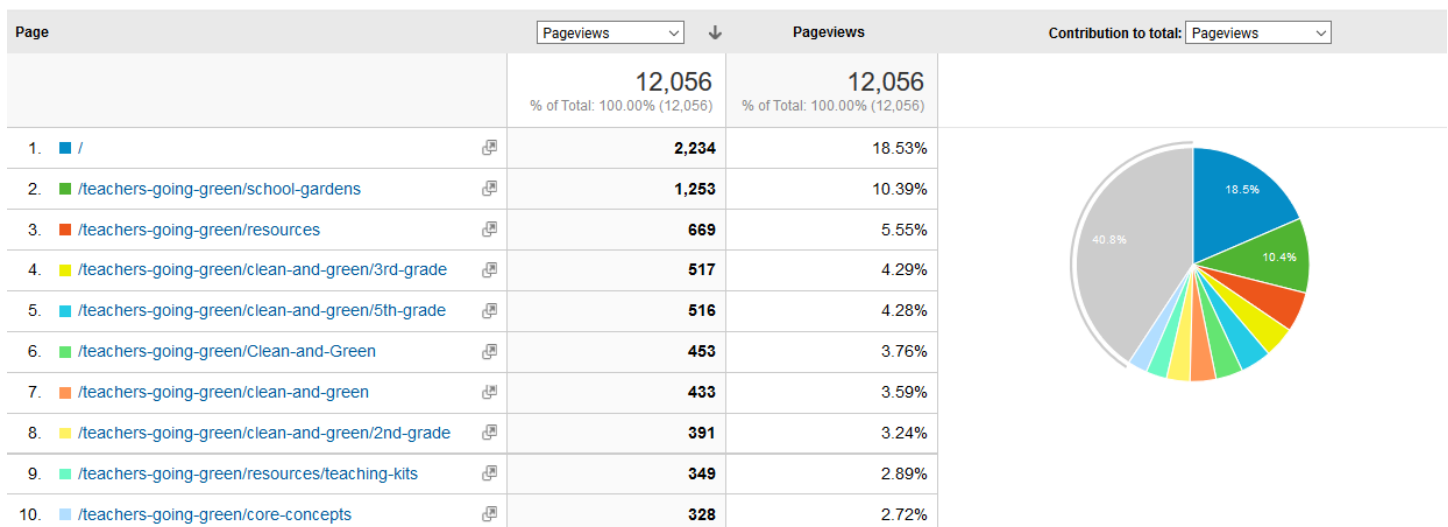 Page Pageviews Pageviews Contribution to total: Pageviews
12,056 12,056
% of Total: 100.00% (12,056) % of Total: 100.00% (12,056)
1. / 2,234 18.53%
2. /teachers-going-green/school-gardens 1,253 10.39%
3. /teachers-going-green/resources 669 5.55%
4. /teachers-going-green/clean-and-green/3rd-grade 517 4.29%
5. /teachers-going-green/clean-and-green/5th-grade 516 4.28%
6. /teachers-going-green/Clean-and-Green 453 3.76%
7. /teachers-going-green/clean-and-green 433 3.59%
8. /teachers-going-green/clean-and-green/2nd-grade 391 3.24%
9. /teachers-going-green/resources/teaching-kits 349 2.89%
10. /teachers-going-green/core-concepts 328 2.72%
18.5%
40.8%
10.4%